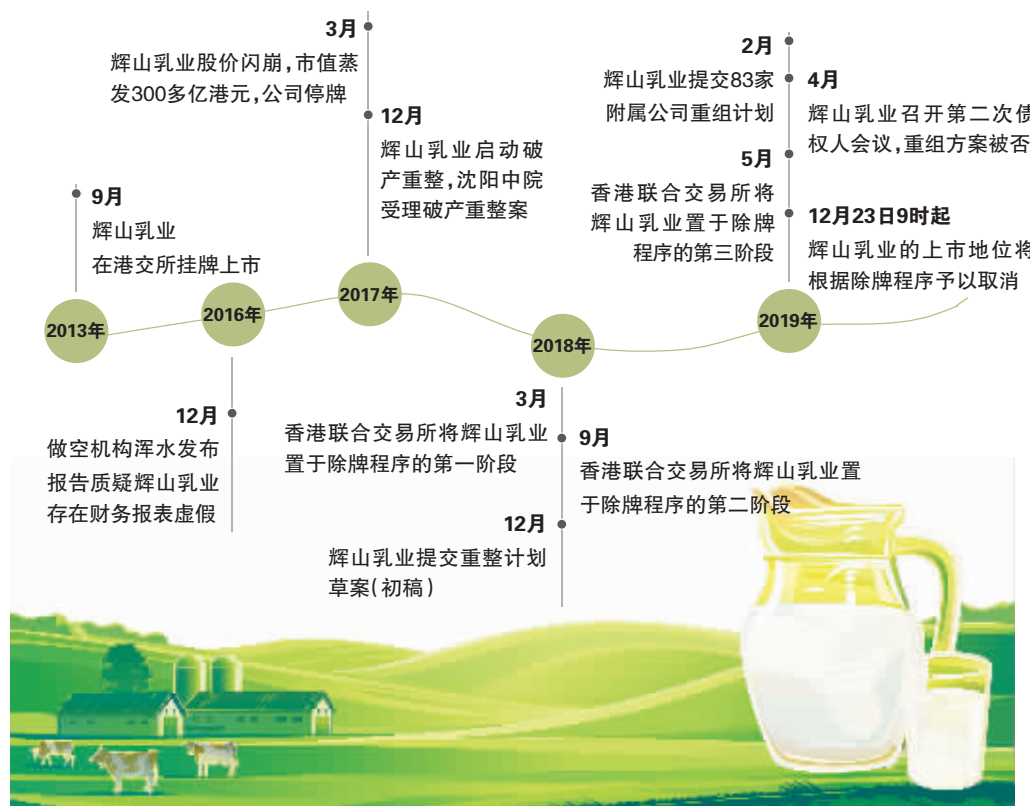 2013年
9月
辉山乳业
在港交所挂牌上市
2016年
12月
做空机构浑水发布
报告质疑辉山乳业
存在财务报表虚假
2017年
3月
辉山乳业股价闪崩,市值蒸
发300多亿港元,公司停牌
12月
辉山乳业启动破
产重整,沈阳中院
受理破产重整案
2018年
3月
香港联合交易所将辉山乳业
置于除牌程序的第一阶段
9月
香港联合交易所将辉山乳业置
于除牌程序的第二阶段
12月
辉山乳业提交重整计划
草案(初稿)
2019年
2月
辉山乳业提交83家
附属公司重组计划
4月
辉山乳业召开第二次债
权人会议,重组方案被否
5月
香港联合交易所将
辉山乳业置于除牌
程序的第三阶段
12月23日9时起
辉山乳业的上市地位将
根据除牌程序予以取消